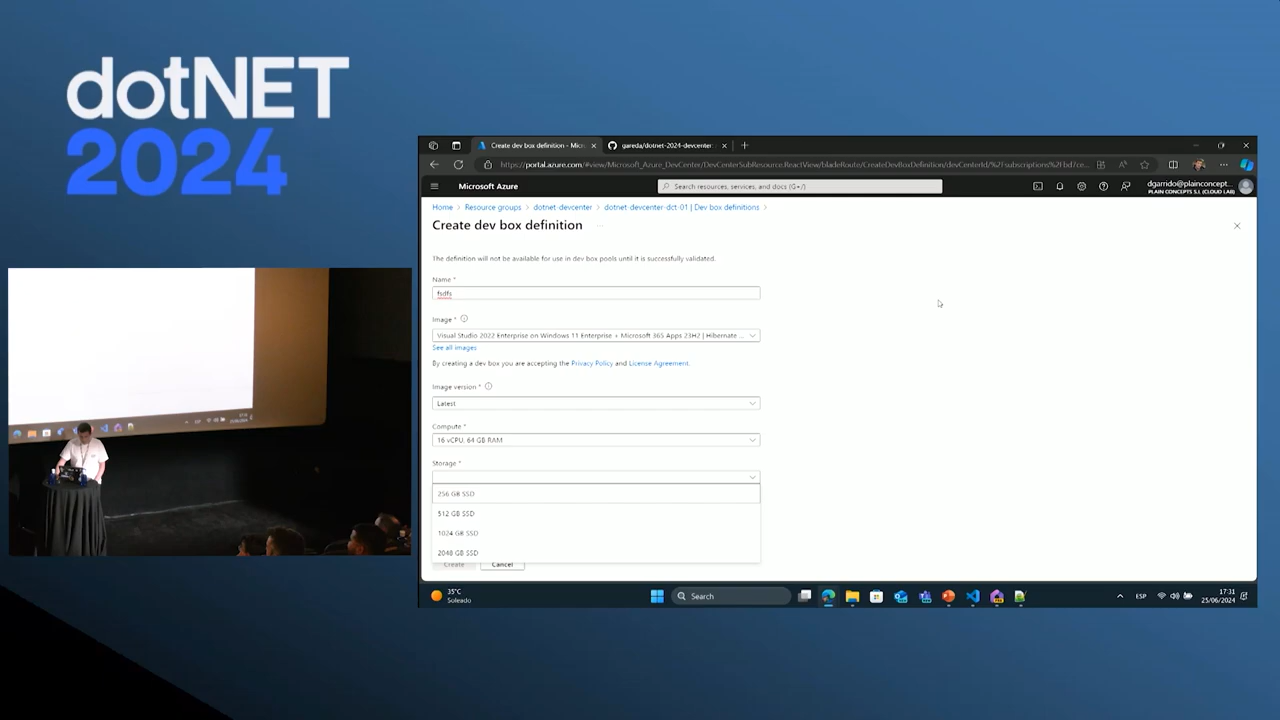 dotNET
2024
Create dev box definition - Micr
gareda/dotnet-2024-devcenter:
https://portal.azure.com/#view/Microsoft_Azure_DevCenter/DevCenterSubResource.ReactView/bladeRoute/CreateDevBoxDefinition/devCenterId/%2Fsubscriptions%2Fbd7ce...
Microsoft Azure
Search resources, services, and docs (G+/)
dgarrido@plainconcept...
PLAIN CONCEPTS S.L (CLOUD LAB)
Home > Resource groups > dotnet-devcenter > dotnet-devcenter-dct-01 | Dev box definitions >
Create dev box definition ...
The definition will not be available for use in dev box pools until it is successfully validated.
Name *
fsdfs
Image *
Visual Studio 2022 Enterprise on Windows 11 Enterprise + Microsoft 365 Apps 23H2 | Hibernate ...
See all images
By creating a dev box you are accepting the Privacy Policy and License Agreement.
Image version *
Latest
Compute *
16 vCPU, 64 GB RAM
Storage *
256 GB SSD
512 GB SSD
1024 GB SSD
2048 GB SSD
Create
Cancel
35°C
Soleado
Search
ESP
17:31
25/06/2024